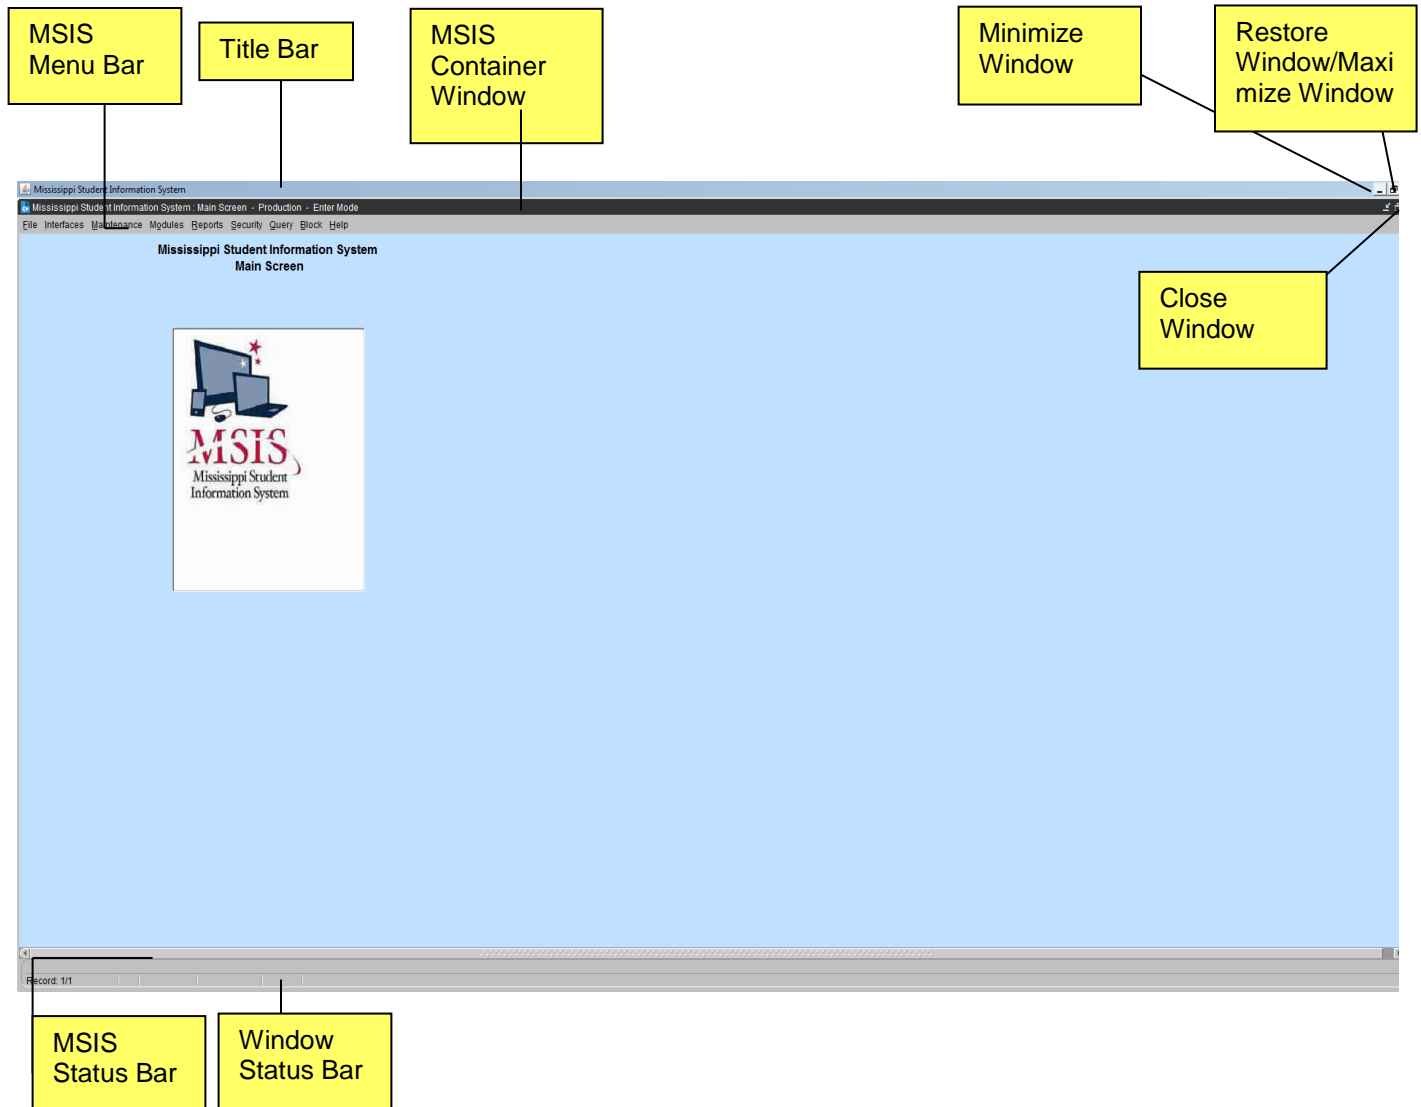 MSIS
Menu Bar
Title Bar
MSIS
Container
Window
Minimize
Window
Restore
Window/Maxi
mize Window
Mississippi Student Information System
Mississippi Student Information System : Main Screen - Production - Enter Mode
File Interfaces Maintenance Modules Reports Security Query Block Help
Mississippi Student Information System
Main Screen
Close
Window
MSIS
Mississippi Student
Information System
Record: 1/1
MSIS
Status Bar
Window
Status Bar